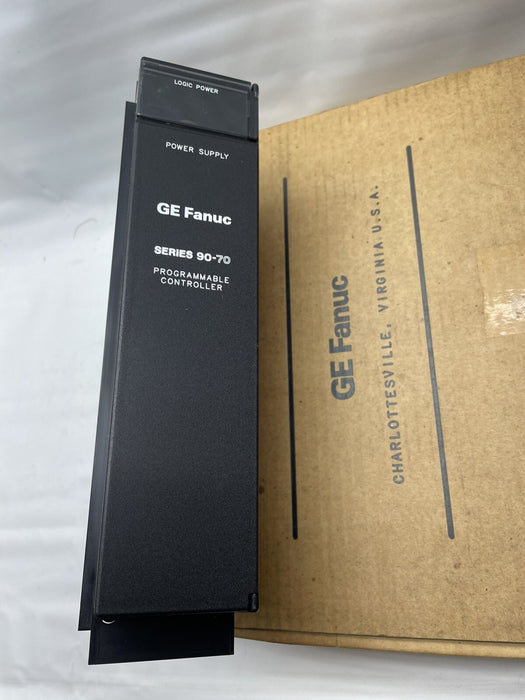 LOGIC POWER
POWER SUPPLY
GE Fanuc
SERIES 90-70
PROGRAMMABLE
CONTROLLER
GE Fanuc
CHARLOTTESVILLE, VIRGINIA U.S.A.